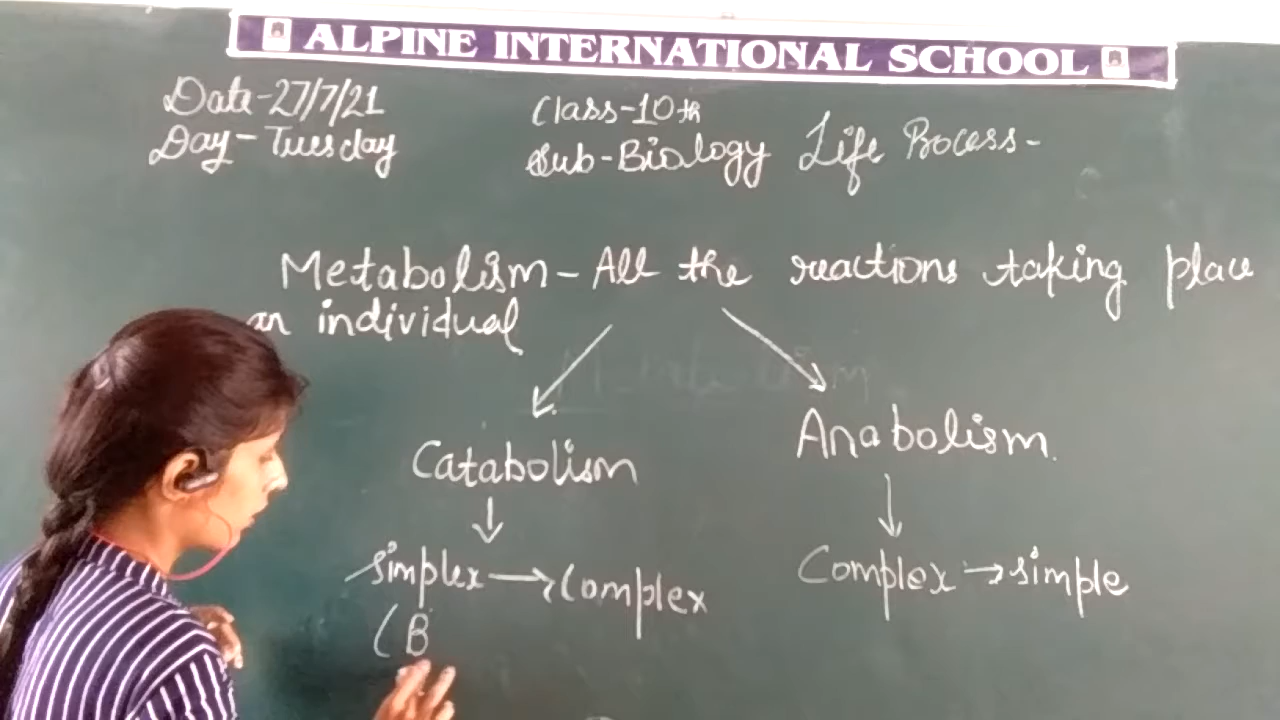 ALPINE INTERNATIONAL SCHOOL
Date-27/7/21
Class-10th
Day-Tuesday
Sub-Biology Life Process-
Metabolism-All the reactions taking place
an individual
Catabolism
Anabolism.
simplex→Complex
Complex→simple
(B